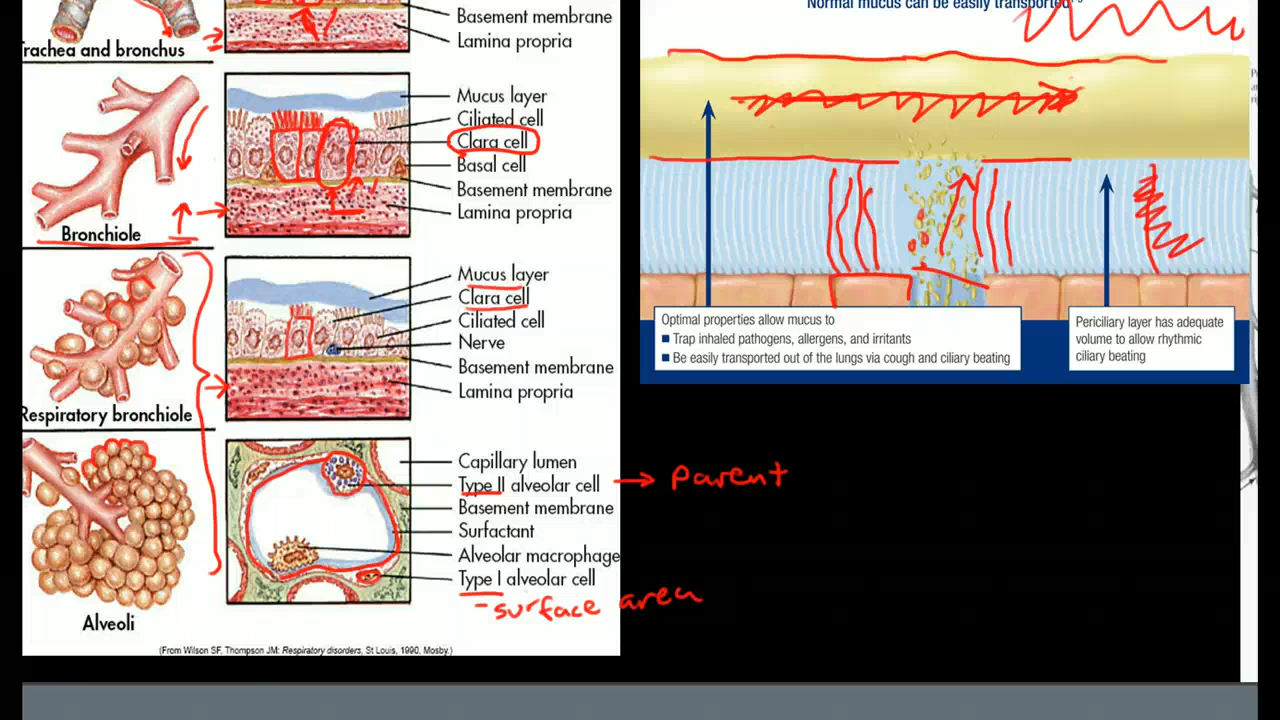 Basement membrane
Lamina propria
Trachea and bronchus
Mucus layer
Ciliated cell
Clara cell
Basal cell
Basement membrane
Lamina propria
Bronchiole
Mucus layer
Clara cell
Ciliated cell
Nerve
Basement membrane
Lamina propria
Respiratory bronchiole
Capillary lumen
Type II alveolar cell → parent
Basement membrane
Surfactant
Alveolar macrophage
Type I alveolar cell
-surface area
Alveoli
(From Wilson SF, Thompson JM: Respiratory disorders, St Louis, 1990, Mosby.)
Normal mucus can be easily transported
Optimal properties allow mucus to
■ Trap inhaled pathogens, allergens, and irritants
■ Be easily transported out of the lungs via cough and ciliary beating
Periciliary layer has adequate
volume to allow rhythmic
ciliary beating